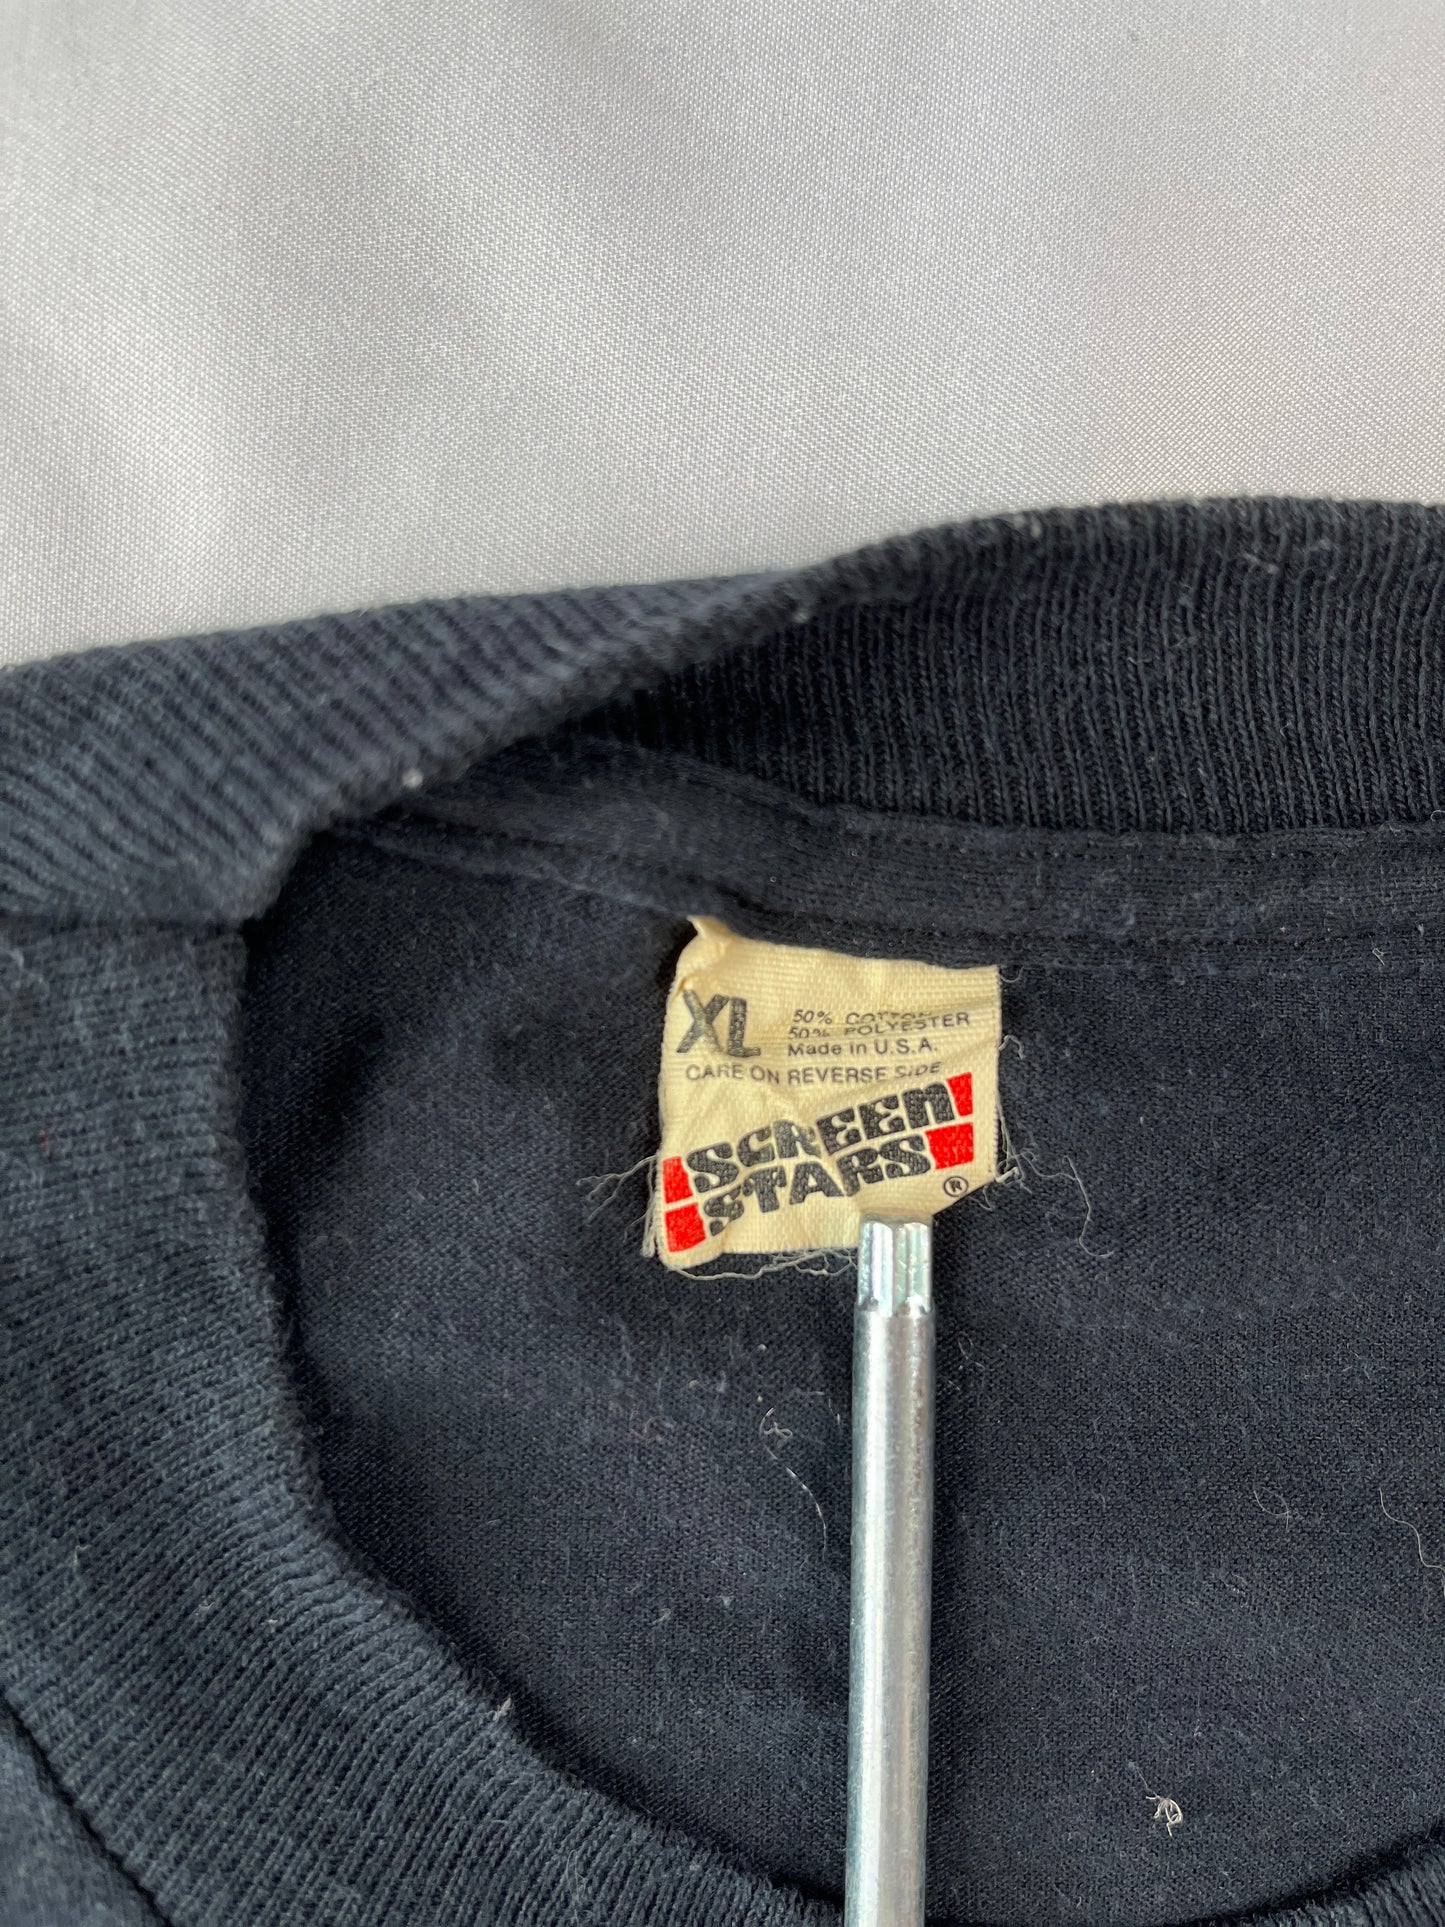 XL
50% COTTON
50% POLYESTER
Made in U.S.A.
CARE ON REVERSE SIDE
SCREEN
STARS ®